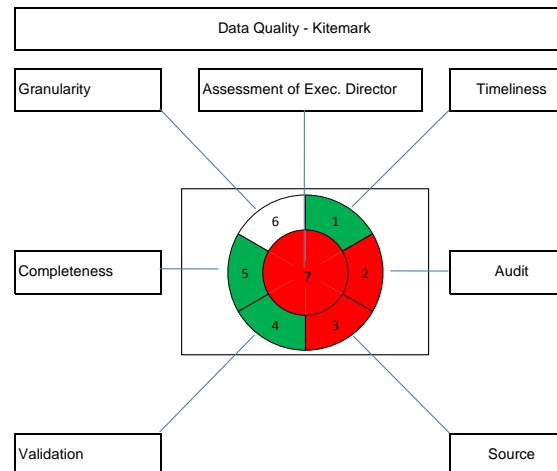 Data Quality - Kitemark
Granularity
Assessment of Exec. Director
Timeliness
6
1
Completeness
5
7
2
Audit
4
3
Validation
Source